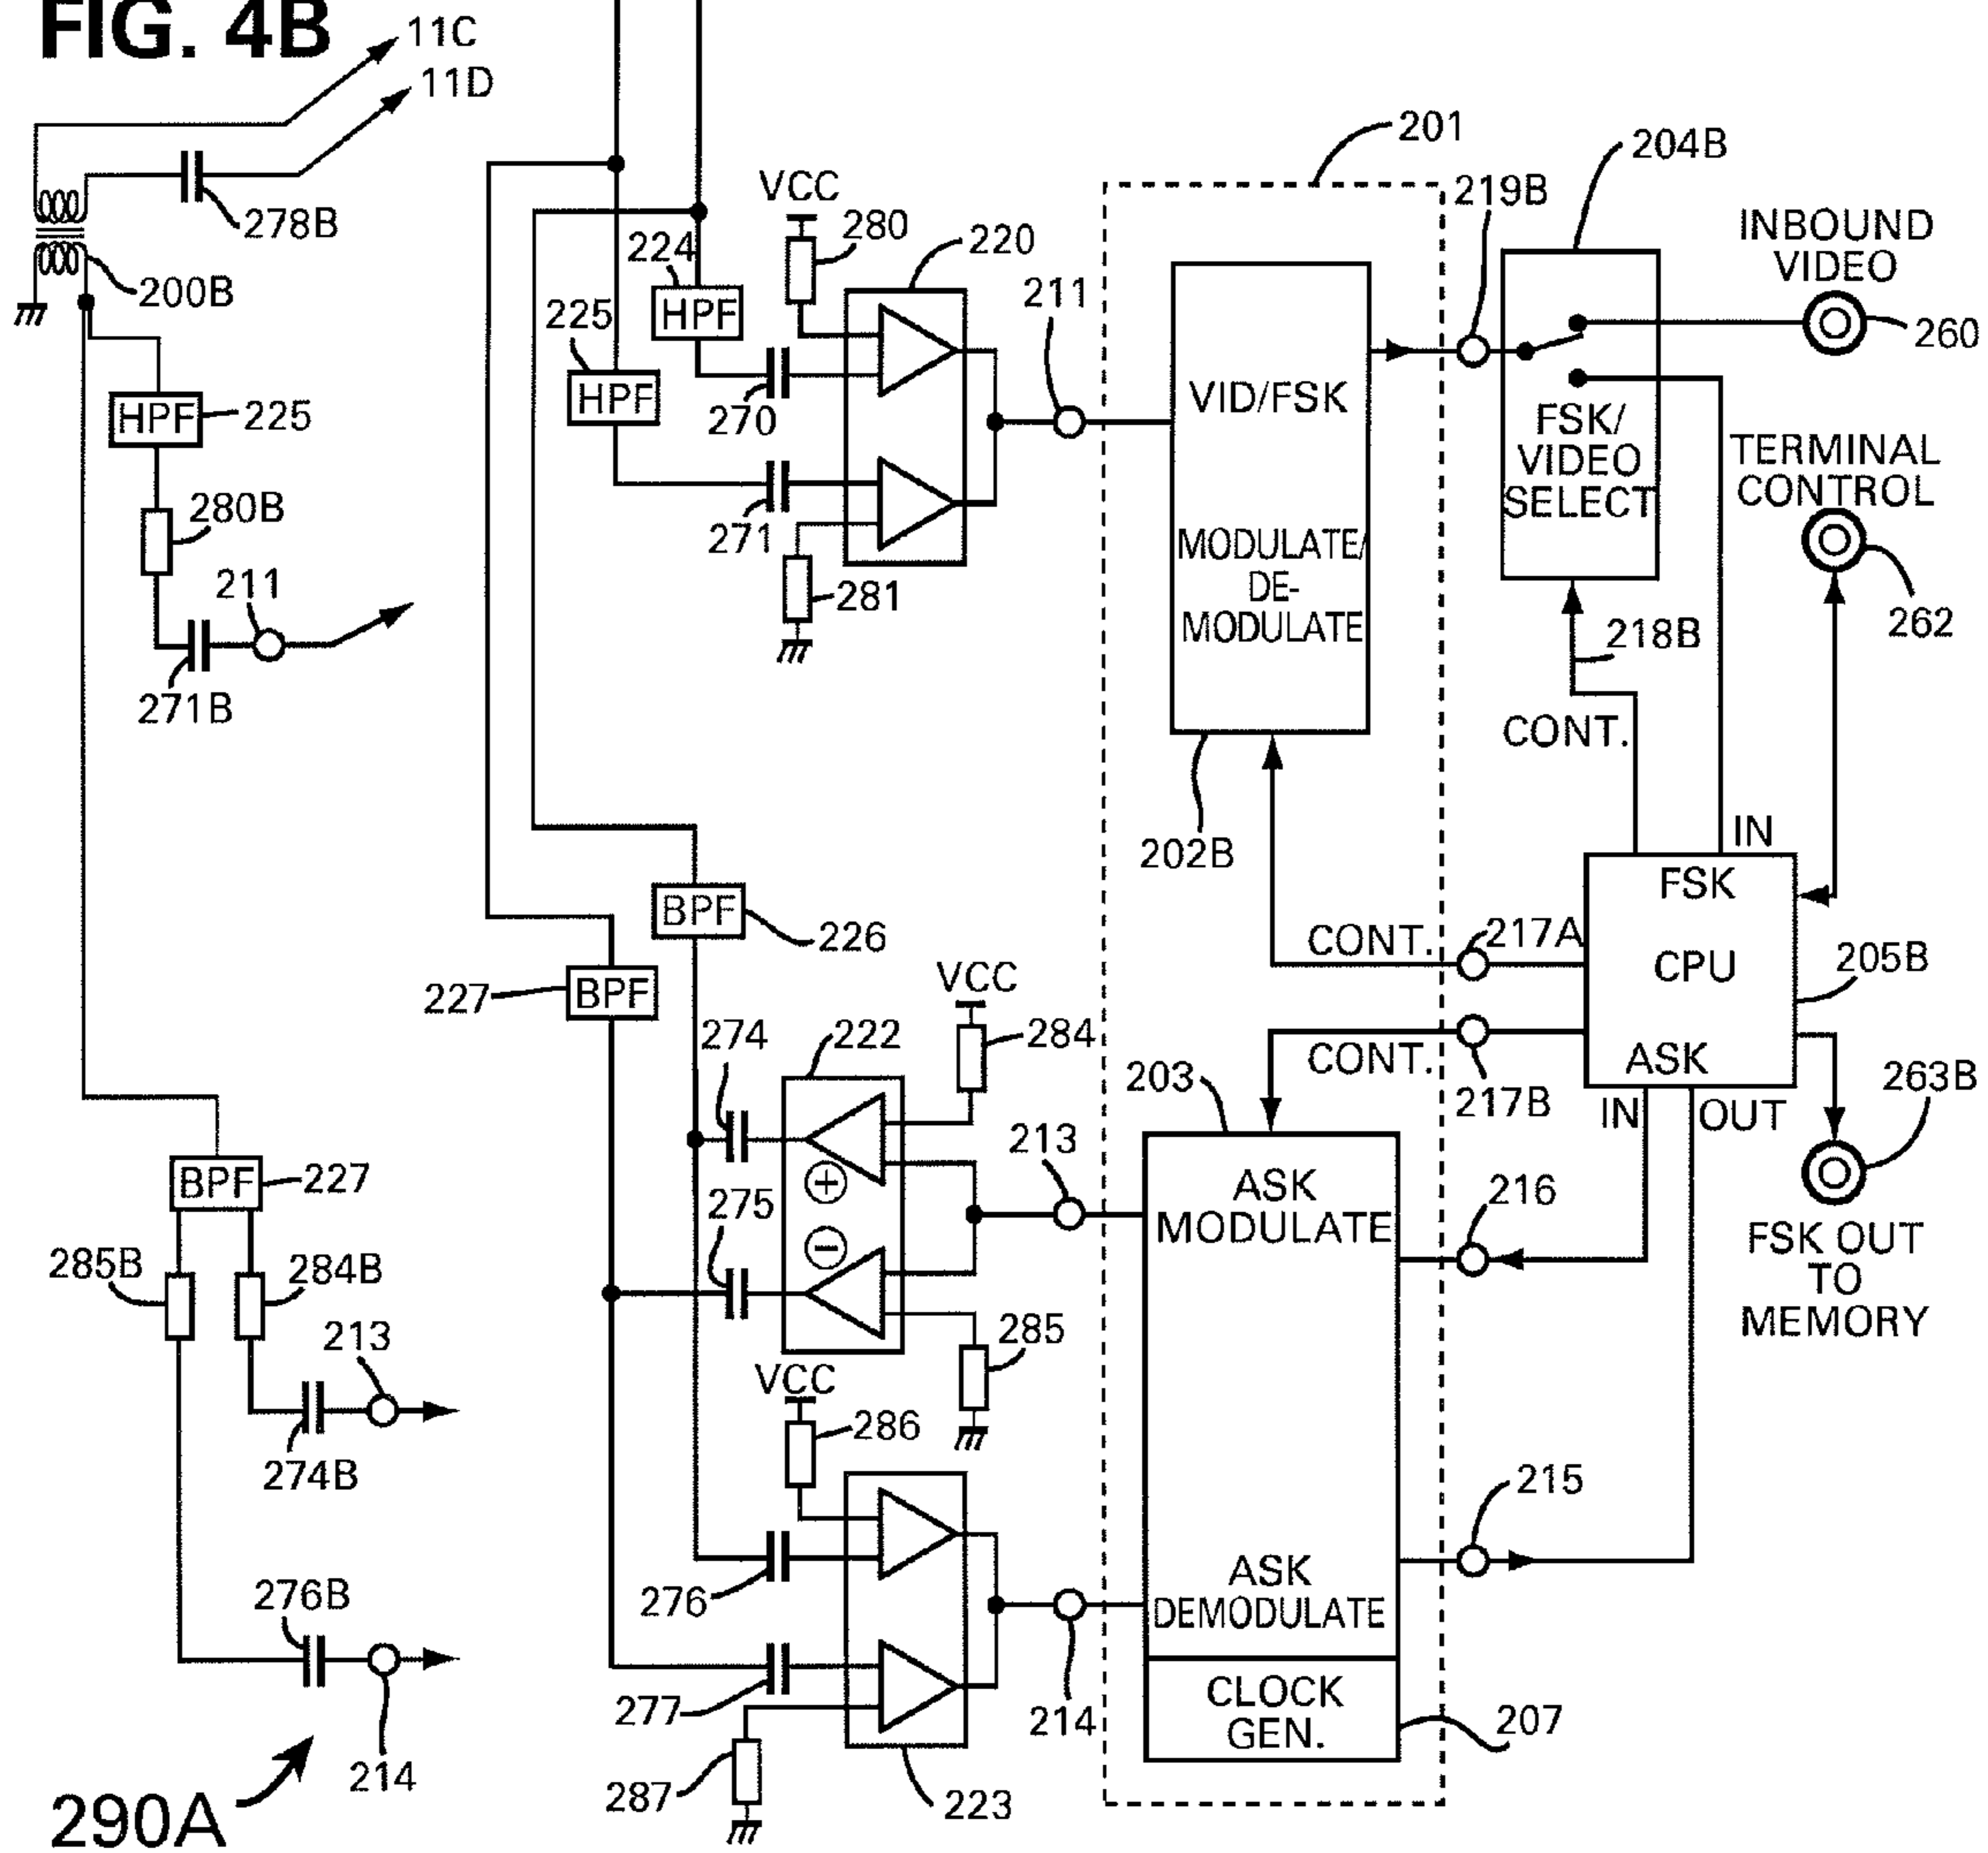 FIG. 4B
11C
11D
278B
200B
HPF
225
280B
211
271B
BPF
227
285B
284B
213
274B
276B
214
290A
VCC
280
220
224
HPF
225
HPF
270
271
281
211
201
204B
219B
INBOUND
VIDEO
260
VID/FSK
MODULATE/
DE-
MODULATE
FSK/
VIDEO
SELECT
TERMINAL
CONTROL
262
218B
CONT.
202B
IN
FSK
CPU
ASK
205B
CONT.
217A
CONT.
217B
IN
OUT
263B
FSK OUT
TO
MEMORY
BPF
226
227
BPF
VCC
274
222
284
275
+
−
285
213
203
ASK
MODULATE
216
VCC
286
276
277
287
223
214
ASK
DEMODULATE
215
CLOCK
GEN.
207